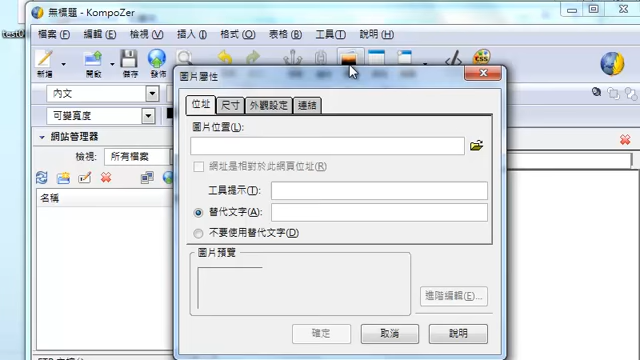 無標題 - KompoZer
檔案(F) 編輯(E) 檢視(V) 插入(I) 格式(O) 表格(B) 工具(T) 說明(H)
新增 開啟 儲存 發佈
圖片屬性
內文
位址 尺寸 外觀設定 連結
可變寬度
圖片位置(L):
網站管理器
檢視: 所有檔案
網址是相對於此網頁位址(R)
工具提示(T):
名稱
替代文字(A):
不要使用替代文字(D)
圖片預覽
進階編輯(E)...
確定 取消 說明